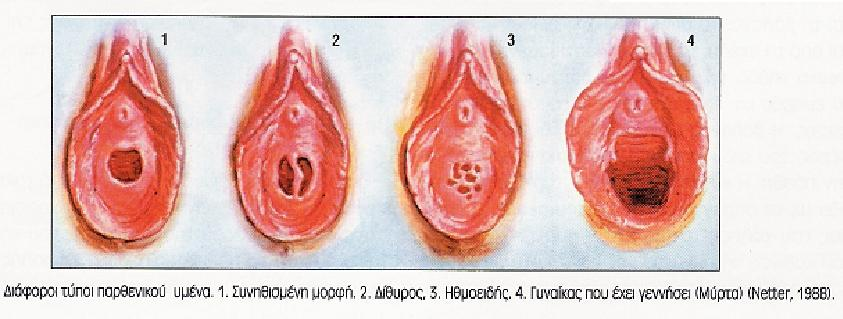 1 2 3 4
Διάφοροι τύποι παρθενικού υμένα. 1. Συνηθισμένη μορφή. 2. Δίθυρος, 3. Ηθμοειδής. 4. Γυναίκας που έχει γεννήσει (Μύρτα) (Netter, 1988).